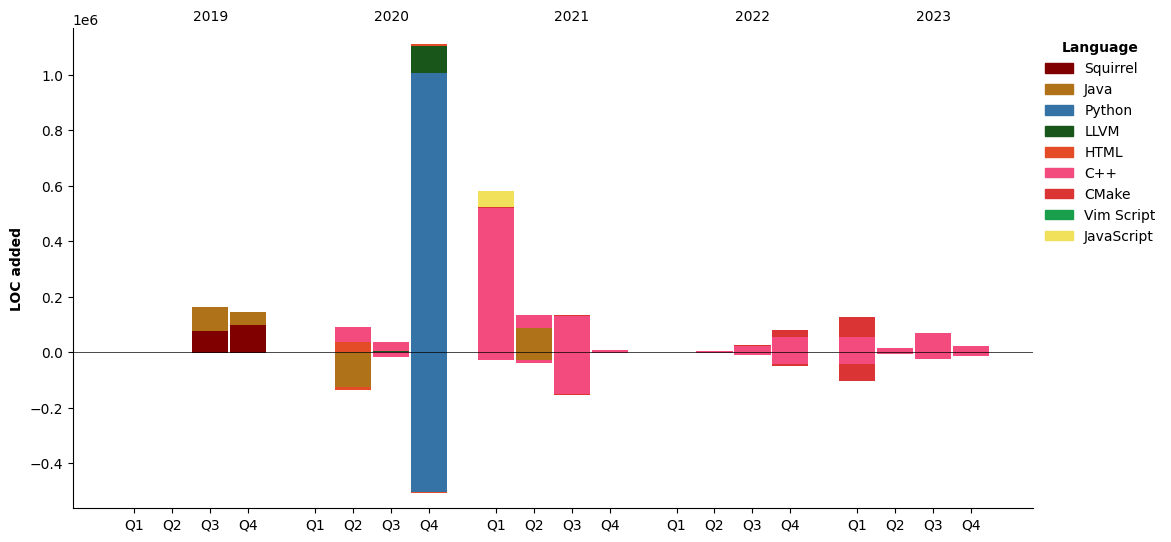 2019 2020 2021 2022 2023
1e6
Language
Squirrel
Java
Python
LLVM
HTML
C++
CMake
Vim Script
JavaScript
LOC added
1.0
0.8
0.6
0.4
0.2
0.0
−0.2
−0.4
Q1 Q2 Q3 Q4 Q1 Q2 Q3 Q4 Q1 Q2 Q3 Q4 Q1 Q2 Q3 Q4 Q1 Q2 Q3 Q4